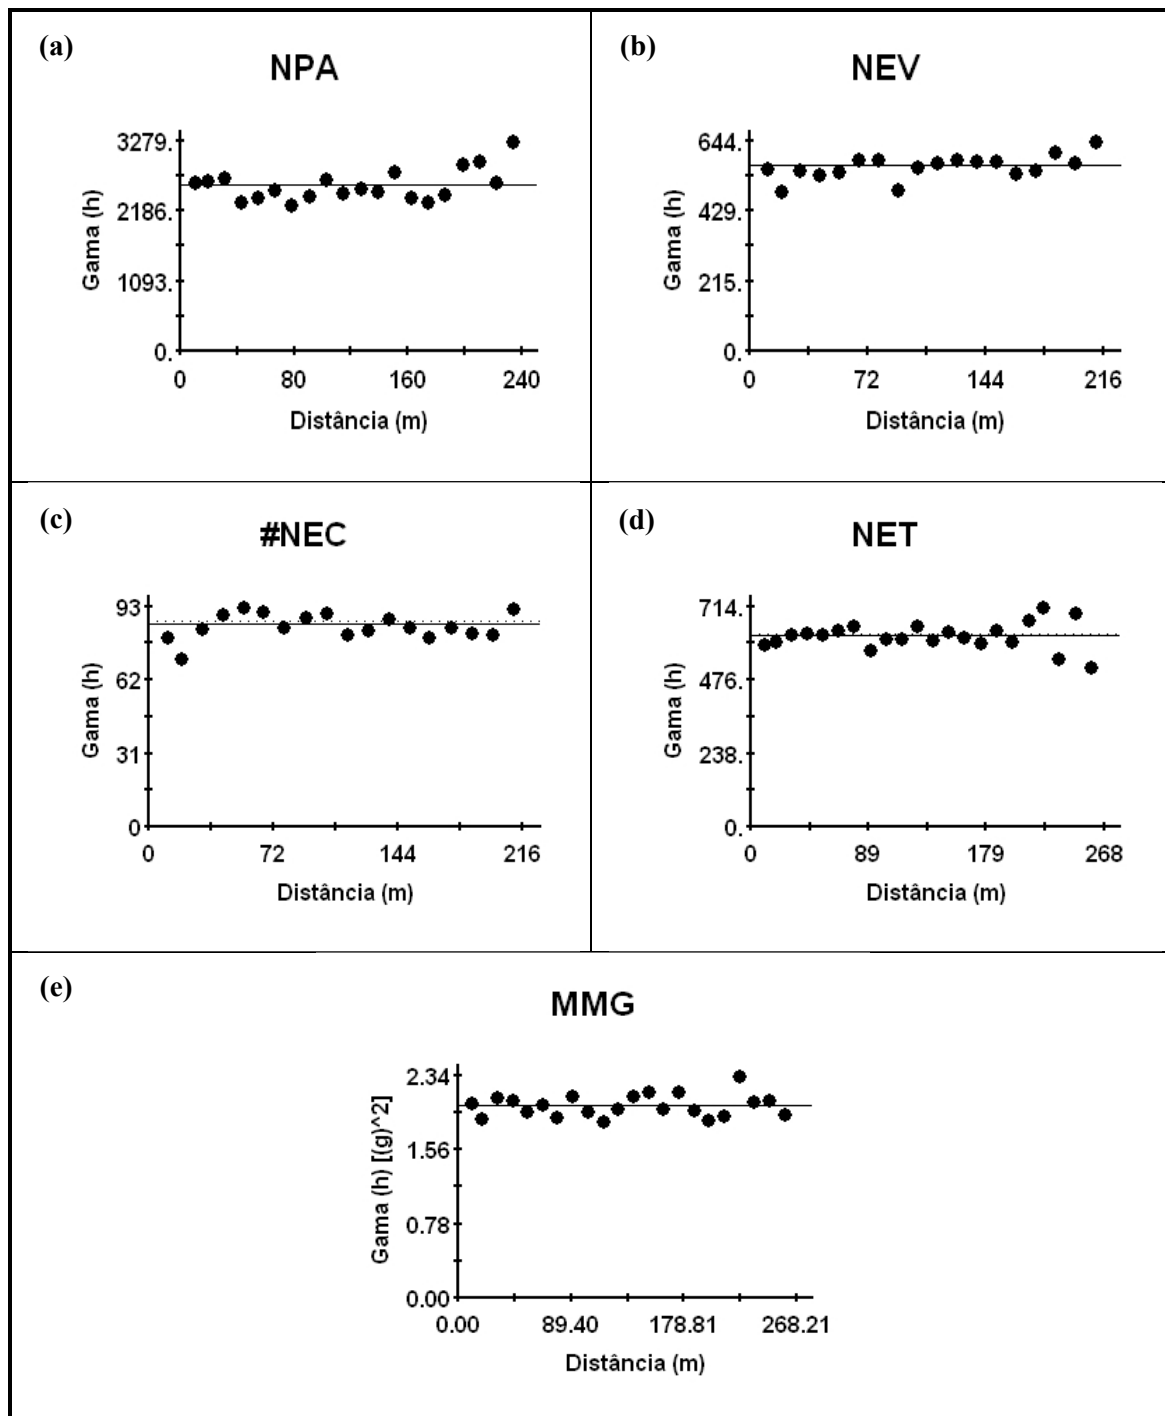 (a)
NPA
3279.
2186.
1093.
0.
Gama (h)
0 80 160 240
Distância (m)
(b)
NEV
644.
429.
215.
0.
Gama (h)
0 72 144 216
Distância (m)
(c)
#NEC
93
62
31
0
Gama (h)
0 72 144 216
Distância (m)
(d)
NET
714.
476.
238.
0.
Gama (h)
0 89 179 268
Distância (m)
(e)
MMG
2.34
1.56
0.78
0.00
Gama (h) [(g)^2]
0.00 89.40 178.81 268.21
Distância (m)